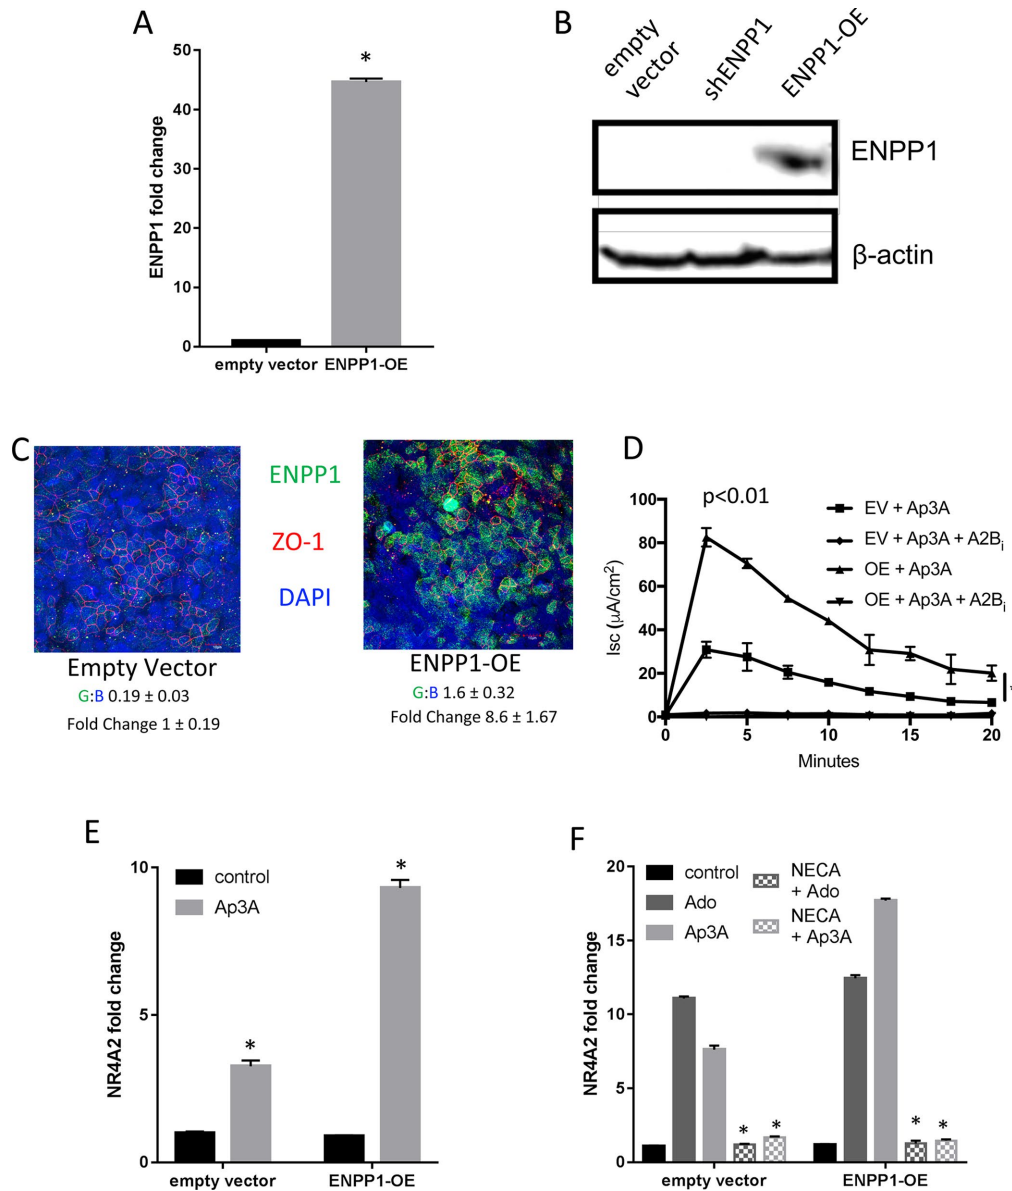 A
50
40
30
20
10
0
ENPP1 fold change
*
empty vector
ENPP1-OE
B
empty
vector
shENPP1
ENPP1-OE
ENPP1
β-actin
C
ENPP1
ZO-1
DAPI
Empty Vector
G:B 0.19 ± 0.03
Fold Change 1 ± 0.19
ENPP1-OE
G:B 1.6 ± 0.32
Fold Change 8.6 ± 1.67
D
p<0.01
100
80
60
40
20
0
Isc (µA/cm²)
0
5
10
15
20
Minutes
EV + Ap3A
EV + Ap3A + A2Bi
OE + Ap3A
OE + Ap3A + A2Bi
E
10
5
0
NR4A2 fold change
control
Ap3A
*
*
empty vector
ENPP1-OE
F
20
15
10
5
0
NR4A2 fold change
control
Ado
Ap3A
NECA
+ Ado
NECA
+ Ap3A
*
*
*
*
empty vector
ENPP1-OE